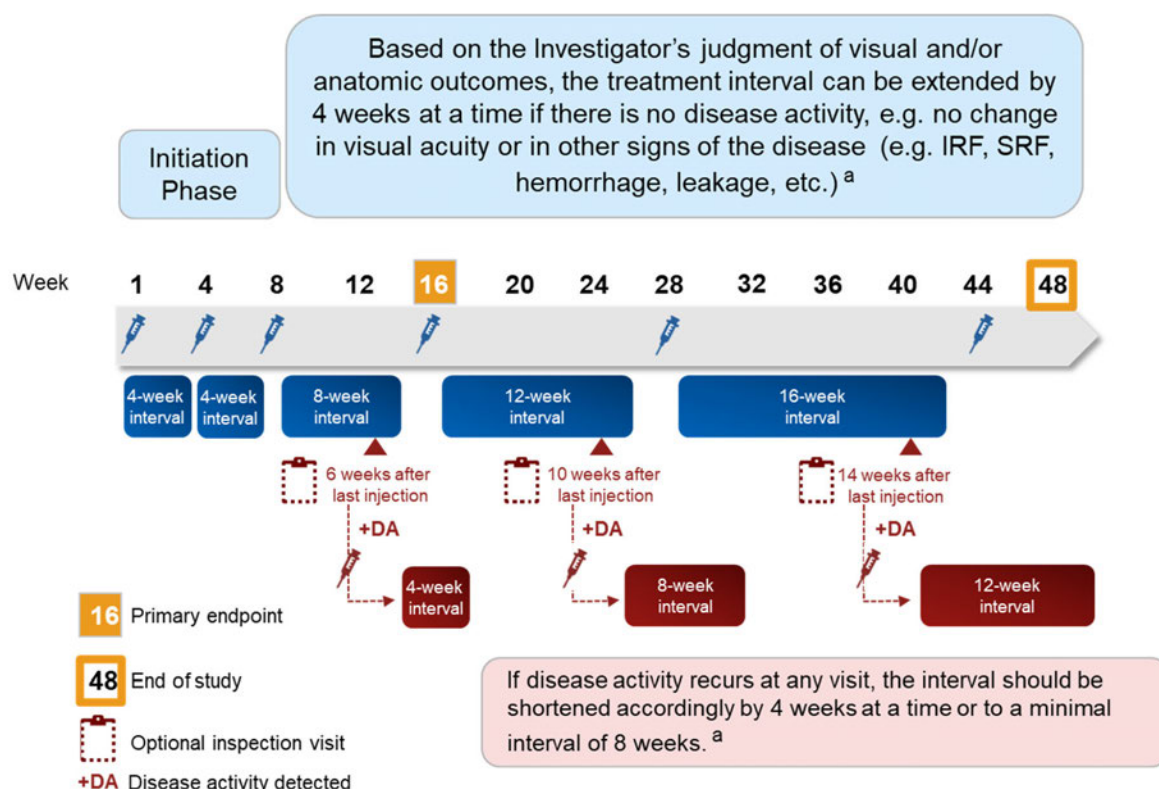 Based on the Investigator's judgment of visual and/or
anatomic outcomes, the treatment interval can be extended by
4 weeks at a time if there is no disease activity, e.g. no change
in visual acuity or in other signs of the disease (e.g. IRF, SRF,
hemorrhage, leakage, etc.) a
Initiation
Phase
Week 1 4 8 12 16 20 24 28 32 36 40 44 48
4-week
interval
4-week
interval
8-week
interval
12-week
interval
16-week
interval
6 weeks after
last injection
+DA
10 weeks after
last injection
+DA
14 weeks after
last injection
+DA
4-week
interval
8-week
interval
12-week
interval
16 Primary endpoint
48 End of study
Optional inspection visit
+DA Disease activity detected
If disease activity recurs at any visit, the interval should be
shortened accordingly by 4 weeks at a time or to a minimal
interval of 8 weeks. a